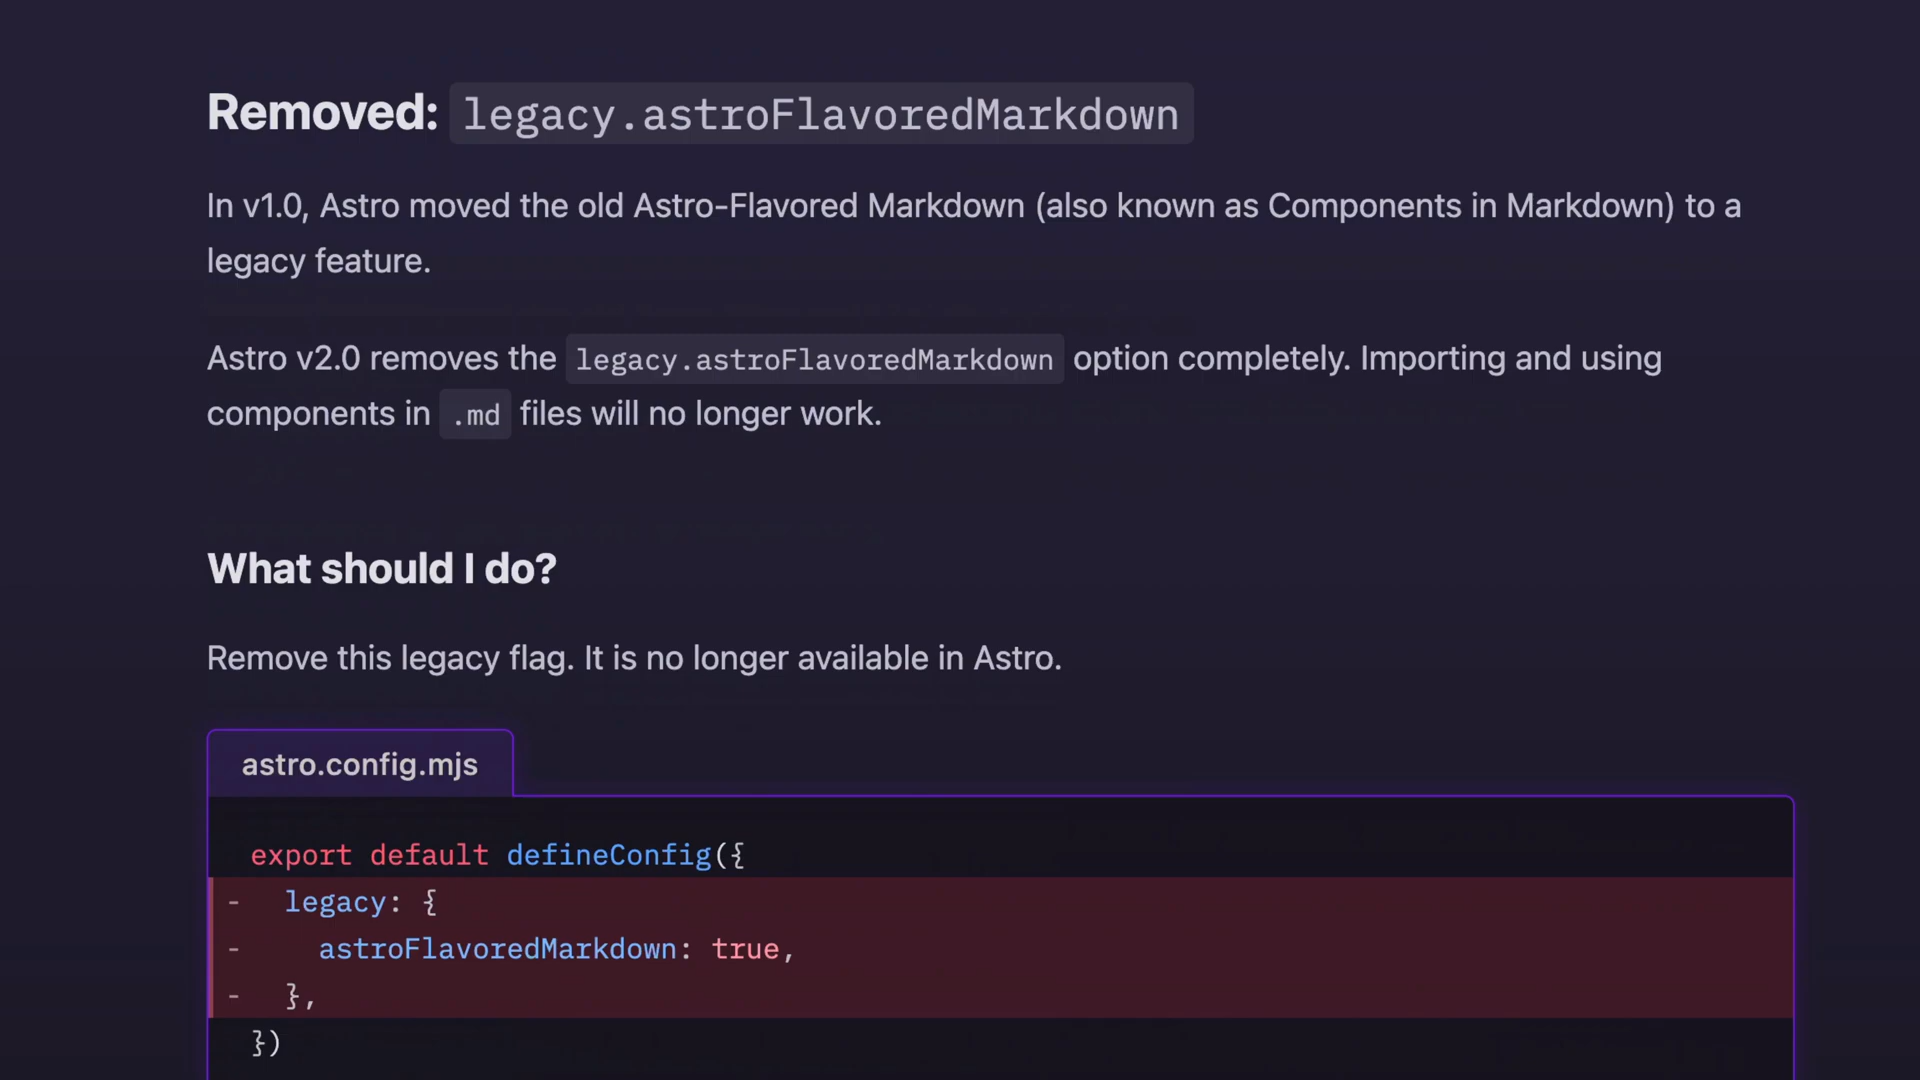 Removed: legacy.astroFlavoredMarkdown
In v1.0, Astro moved the old Astro-Flavored Markdown (also known as Components in Markdown) to a
legacy feature.
Astro v2.0 removes the legacy.astroFlavoredMarkdown option completely. Importing and using
components in .md files will no longer work.
What should I do?
Remove this legacy flag. It is no longer available in Astro.
astro.config.mjs
export default defineConfig({
-  legacy: {
-    astroFlavoredMarkdown: true,
-  },
})